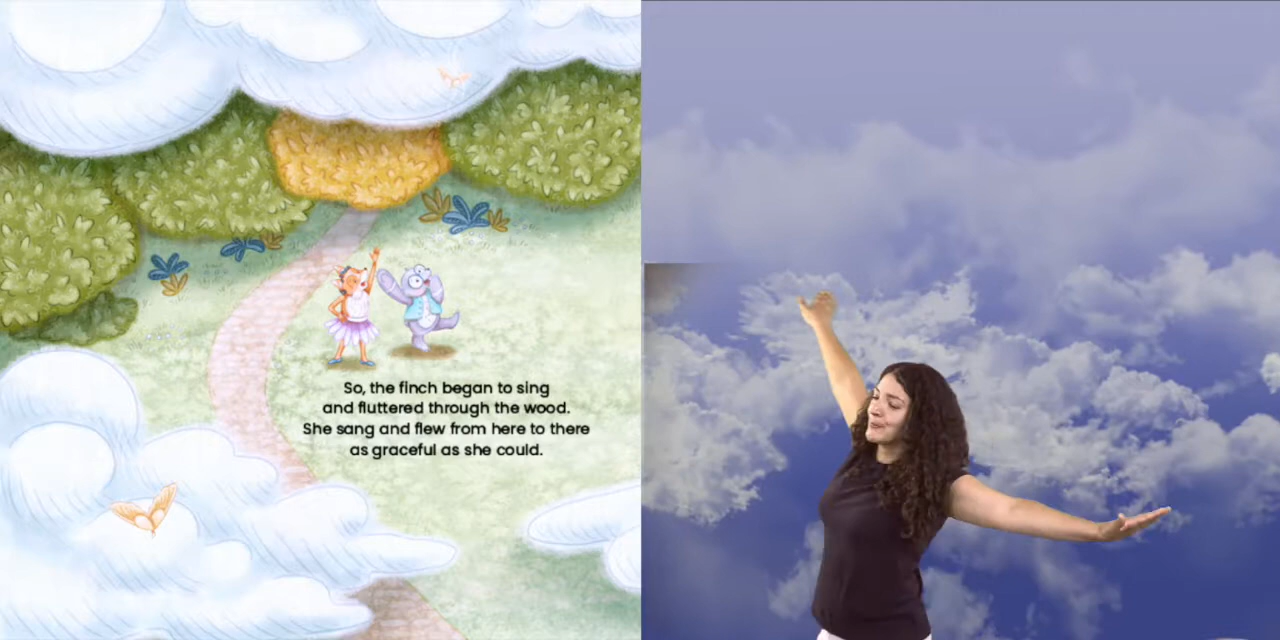 So, the finch began to sing
and fluttered through the wood.
She sang and flew from here to there
as graceful as she could.